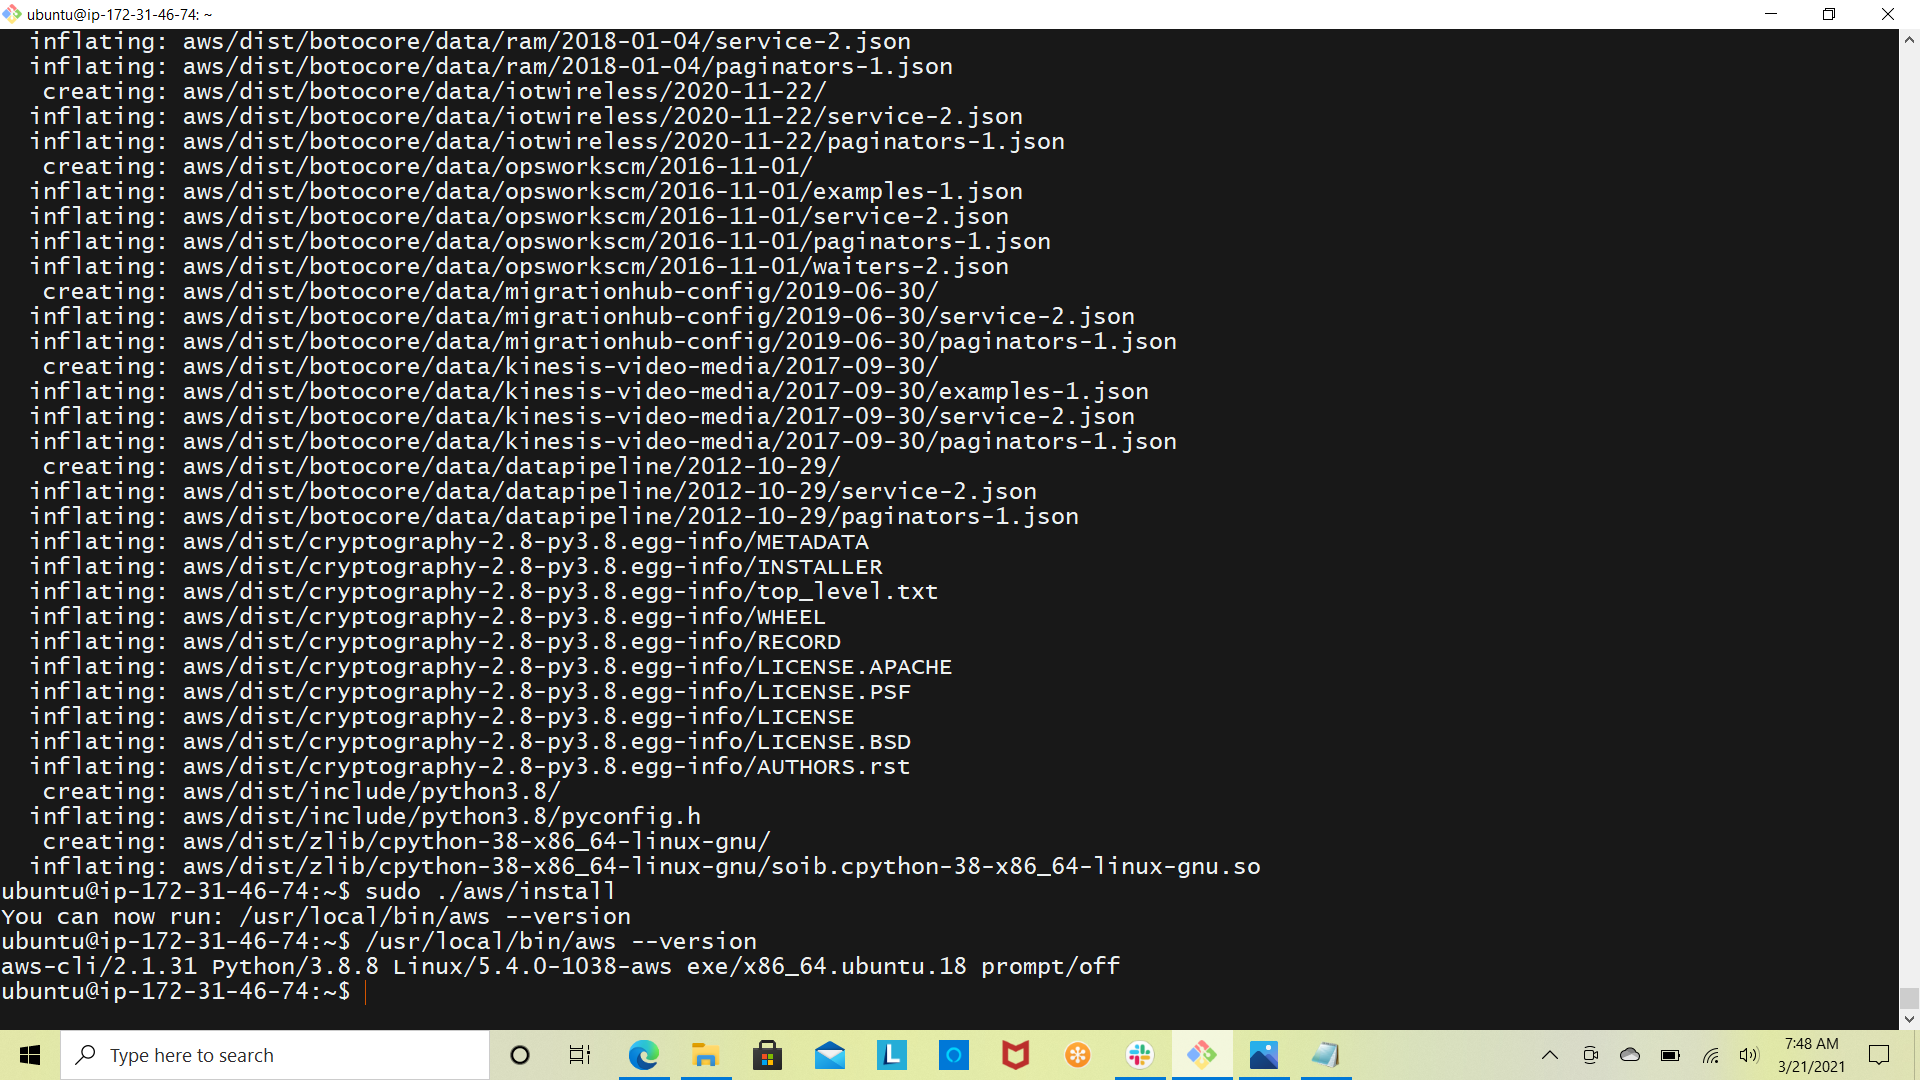 ubuntu@ip-172-31-46-74: ~
inflating: aws/dist/botocore/data/ram/2018-01-04/service-2.json
inflating: aws/dist/botocore/data/ram/2018-01-04/paginators-1.json
creating: aws/dist/botocore/data/iotwireless/2020-11-22/
inflating: aws/dist/botocore/data/iotwireless/2020-11-22/service-2.json
inflating: aws/dist/botocore/data/iotwireless/2020-11-22/paginators-1.json
creating: aws/dist/botocore/data/opsworkscm/2016-11-01/
inflating: aws/dist/botocore/data/opsworkscm/2016-11-01/examples-1.json
inflating: aws/dist/botocore/data/opsworkscm/2016-11-01/service-2.json
inflating: aws/dist/botocore/data/opsworkscm/2016-11-01/paginators-1.json
inflating: aws/dist/botocore/data/opsworkscm/2016-11-01/waiters-2.json
creating: aws/dist/botocore/data/migrationhub-config/2019-06-30/
inflating: aws/dist/botocore/data/migrationhub-config/2019-06-30/service-2.json
inflating: aws/dist/botocore/data/migrationhub-config/2019-06-30/paginators-1.json
creating: aws/dist/botocore/data/kinesis-video-media/2017-09-30/
inflating: aws/dist/botocore/data/kinesis-video-media/2017-09-30/examples-1.json
inflating: aws/dist/botocore/data/kinesis-video-media/2017-09-30/service-2.json
inflating: aws/dist/botocore/data/kinesis-video-media/2017-09-30/paginators-1.json
creating: aws/dist/botocore/data/datapipeline/2012-10-29/
inflating: aws/dist/botocore/data/datapipeline/2012-10-29/service-2.json
inflating: aws/dist/botocore/data/datapipeline/2012-10-29/paginators-1.json
inflating: aws/dist/cryptography-2.8-py3.8.egg-info/METADATA
inflating: aws/dist/cryptography-2.8-py3.8.egg-info/INSTALLER
inflating: aws/dist/cryptography-2.8-py3.8.egg-info/top_level.txt
inflating: aws/dist/cryptography-2.8-py3.8.egg-info/WHEEL
inflating: aws/dist/cryptography-2.8-py3.8.egg-info/RECORD
inflating: aws/dist/cryptography-2.8-py3.8.egg-info/LICENSE.APACHE
inflating: aws/dist/cryptography-2.8-py3.8.egg-info/LICENSE.PSF
inflating: aws/dist/cryptography-2.8-py3.8.egg-info/LICENSE
inflating: aws/dist/cryptography-2.8-py3.8.egg-info/LICENSE.BSD
inflating: aws/dist/cryptography-2.8-py3.8.egg-info/AUTHORS.rst
creating: aws/dist/include/python3.8/
inflating: aws/dist/include/python3.8/pyconfig.h
creating: aws/dist/zlib/cpython-38-x86_64-linux-gnu/
inflating: aws/dist/zlib/cpython-38-x86_64-linux-gnu/soib.cpython-38-x86_64-linux-gnu.so
ubuntu@ip-172-31-46-74:~$ sudo ./aws/install
You can now run: /usr/local/bin/aws --version
ubuntu@ip-172-31-46-74:~$ /usr/local/bin/aws --version
aws-cli/2.1.31 Python/3.8.8 Linux/5.4.0-1038-aws exe/x86_64.ubuntu.18 prompt/off
ubuntu@ip-172-31-46-74:~$
Type here to search
L
7:48 AM
3/21/2021